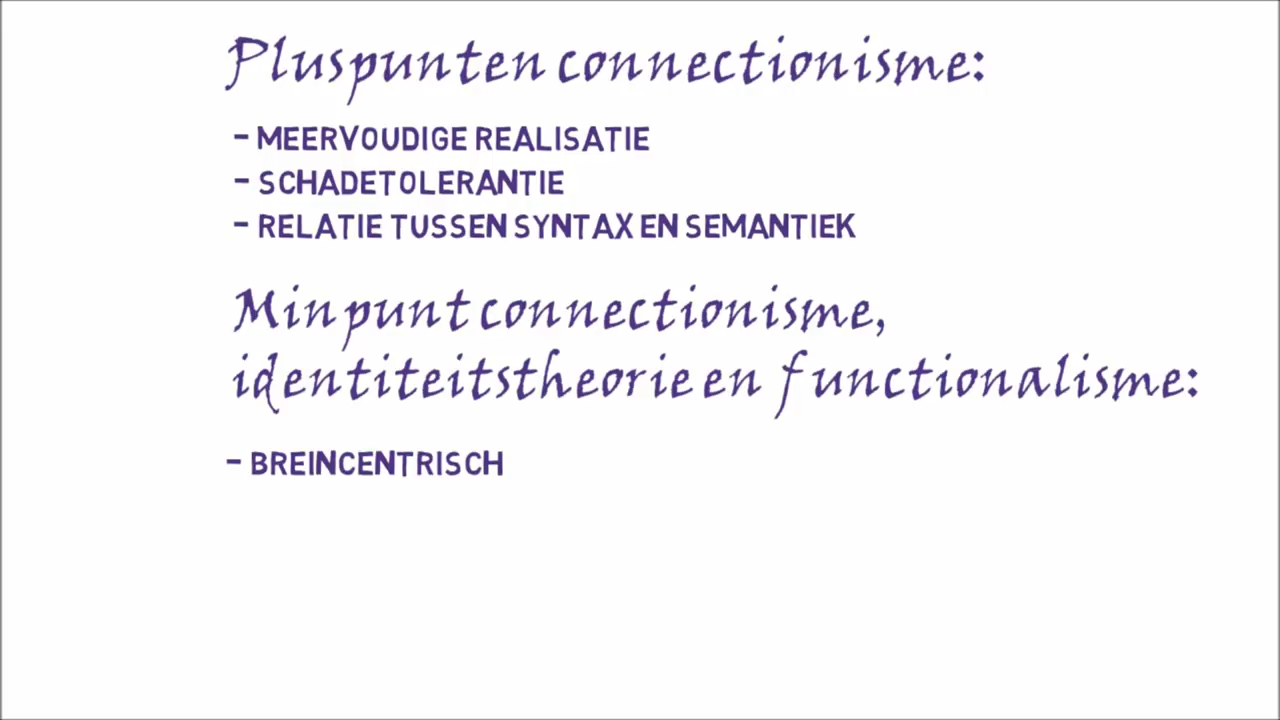 Pluspunten connectionisme:
- MEERVOUDIGE REALISATIE
- SCHADETOLERANTIE
- RELATIE TUSSEN SYNTAX EN SEMANTIEK
Minpunt connectionisme,
identiteitstheorie en functionalisme:
- BREINCENTRISCH